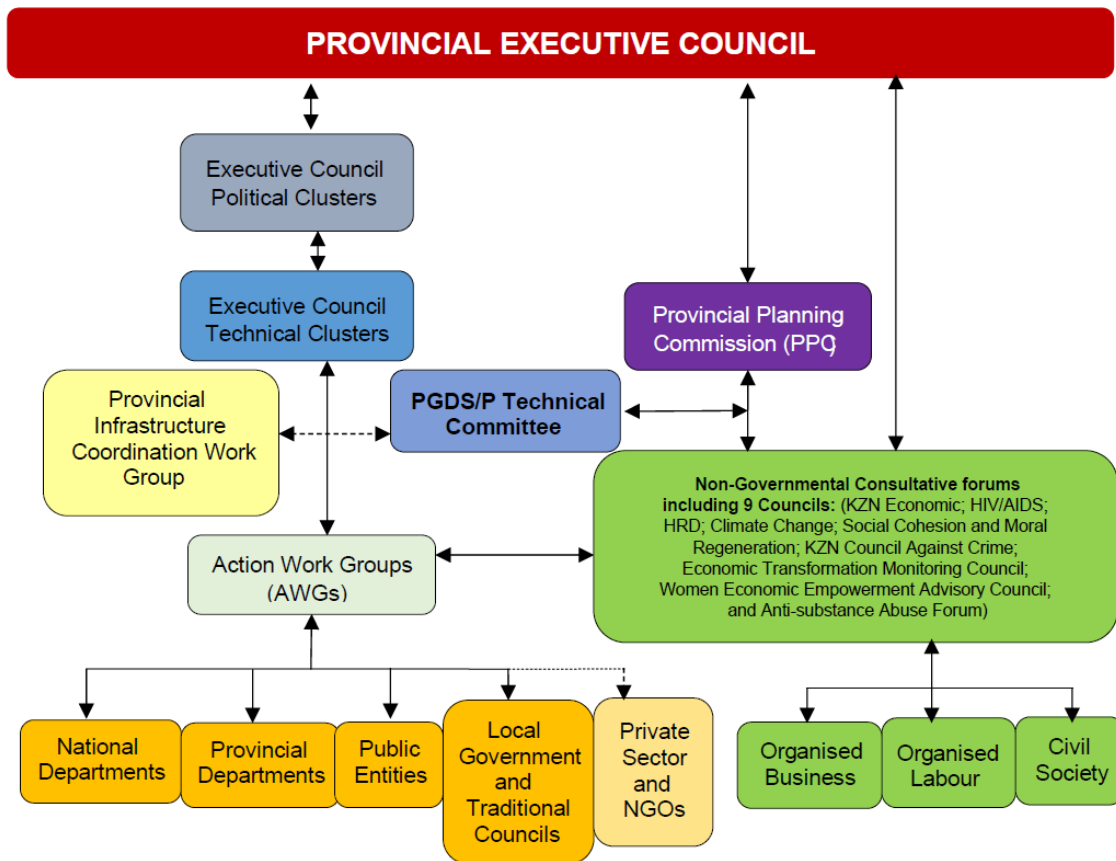 PROVINCIAL EXECUTIVE COUNCIL
Executive Council
Political Clusters
Executive Council
Technical Clusters
Provincial Planning
Commission (PPC)
Provincial
Infrastructure
Coordination Work
Group
PGDS/P Technical
Committee
Non-Governmental Consultative forums
including 9 Councils: (KZN Economic; HIV/AIDS;
HRD; Climate Change; Social Cohesion and Moral
Regeneration; KZN Council Against Crime;
Economic Transformation Monitoring Council;
Women Economic Empowerment Advisory Council;
and Anti-substance Abuse Forum)
Action Work Groups
(AWGs)
National
Departments
Provincial
Departments
Public
Entities
Local
Government
and
Traditional
Councils
Private
Sector
and
NGOs
Organised
Business
Organised
Labour
Civil
Society